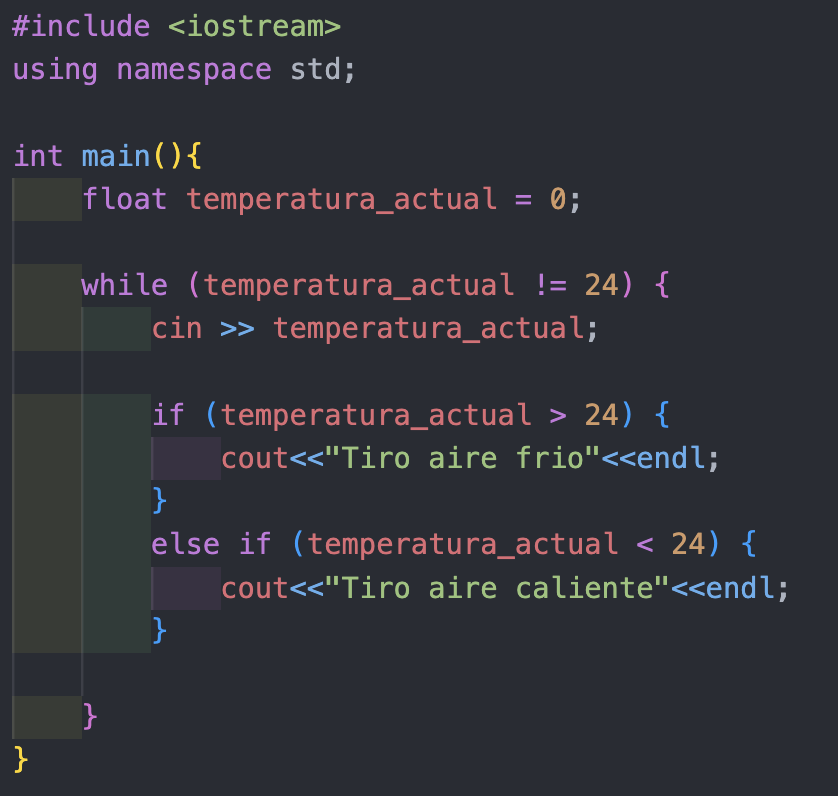 #include <iostream>
using namespace std;

int main(){
    float temperatura_actual = 0;

    while (temperatura_actual != 24) {
        cin >> temperatura_actual;

        if (temperatura_actual > 24) {
            cout<<"Tiro aire frio"<<endl;
        }
        else if (temperatura_actual < 24) {
            cout<<"Tiro aire caliente"<<endl;
        }

    }
}